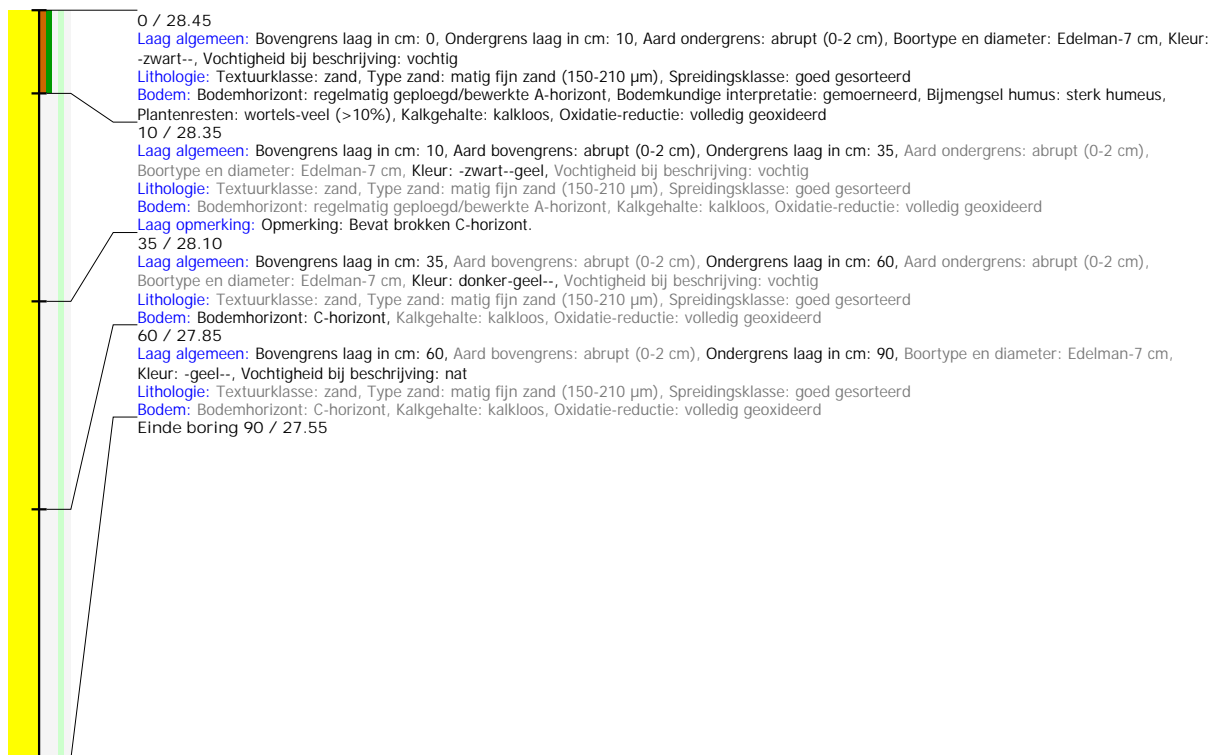 0 / 28.45
Laag algemeen: Bovengrens laag in cm: 0, Ondergrens laag in cm: 10, Aard ondergrens: abrupt (0-2 cm), Boortype en diameter: Edelman-7 cm, Kleur:
-zwart--, Vochtigheid bij beschrijving: vochtig
Lithologie: Textuurklasse: zand, Type zand: matig fijn zand (150-210 µm), Spreidingsklasse: goed gesorteerd
Bodem: Bodemhorizont: regelmatig geploegd/bewerkte A-horizont, Bodemkundige interpretatie: gemoerneerd, Bijmengsel humus: sterk humeus,
Plantenresten: wortels-veel (>10%), Kalkgehalte: kalkloos, Oxidatie-reductie: volledig geoxideerd
10 / 28.35
Laag algemeen: Bovengrens laag in cm: 10, Aard bovengrens: abrupt (0-2 cm), Ondergrens laag in cm: 35, Aard ondergrens: abrupt (0-2 cm),
Boortype en diameter: Edelman-7 cm, Kleur: -zwart--geel, Vochtigheid bij beschrijving: vochtig
Lithologie: Textuurklasse: zand, Type zand: matig fijn zand (150-210 µm), Spreidingsklasse: goed gesorteerd
Bodem: Bodemhorizont: regelmatig geploegd/bewerkte A-horizont, Kalkgehalte: kalkloos, Oxidatie-reductie: volledig geoxideerd
Laag opmerking: Opmerking: Bevat brokken C-horizont.
35 / 28.10
Laag algemeen: Bovengrens laag in cm: 35, Aard bovengrens: abrupt (0-2 cm), Ondergrens laag in cm: 60, Aard ondergrens: abrupt (0-2 cm),
Boortype en diameter: Edelman-7 cm, Kleur: donker-geel--, Vochtigheid bij beschrijving: vochtig
Lithologie: Textuurklasse: zand, Type zand: matig fijn zand (150-210 µm), Spreidingsklasse: goed gesorteerd
Bodem: Bodemhorizont: C-horizont, Kalkgehalte: kalkloos, Oxidatie-reductie: volledig geoxideerd
60 / 27.85
Laag algemeen: Bovengrens laag in cm: 60, Aard bovengrens: abrupt (0-2 cm), Ondergrens laag in cm: 90, Boortype en diameter: Edelman-7 cm,
Kleur: -geel--, Vochtigheid bij beschrijving: nat
Lithologie: Textuurklasse: zand, Type zand: matig fijn zand (150-210 µm), Spreidingsklasse: goed gesorteerd
Bodem: Bodemhorizont: C-horizont, Kalkgehalte: kalkloos, Oxidatie-reductie: volledig geoxideerd
Einde boring 90 / 27.55